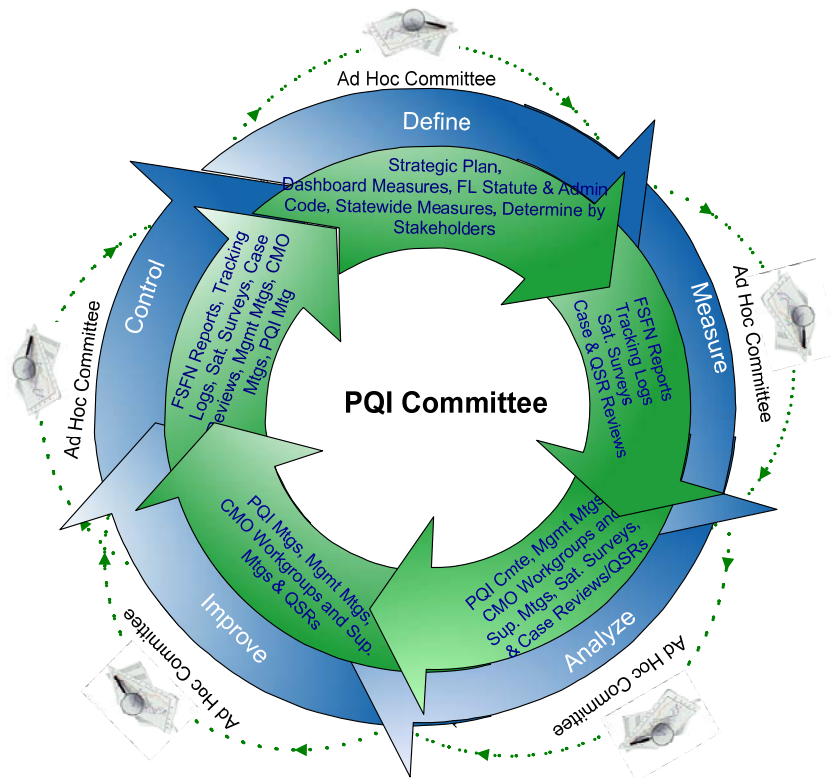 Ad Hoc Committee
Define
Strategic Plan,
Dashboard Measures, FL Statute & Admin
Code, Statewide Measures, Determine by
Stakeholders
Ad Hoc Committee
Measure
FSFN Reports
Tracking Logs
Sat. Surveys
Case & QSR Reviews
PQI Committee
Ad Hoc Committee
Analyze
PQI Cmte, Mgmt Mtgs
CMO Workgroups and
Sup. Mtgs, Sat. Surveys,
& Case Reviews/QSRs
Ad Hoc Committee
Improve
PQI Mtgs, Mgmt Mtgs,
CMO Workgroups and Sup.
Mtgs & QSRs
Ad Hoc Committee
Control
FSFN Reports, Tracking
Logs, Sat. Surveys, Case
Reviews, Mgmt Mtgs, CMO
Mtgs, PQI Mtg